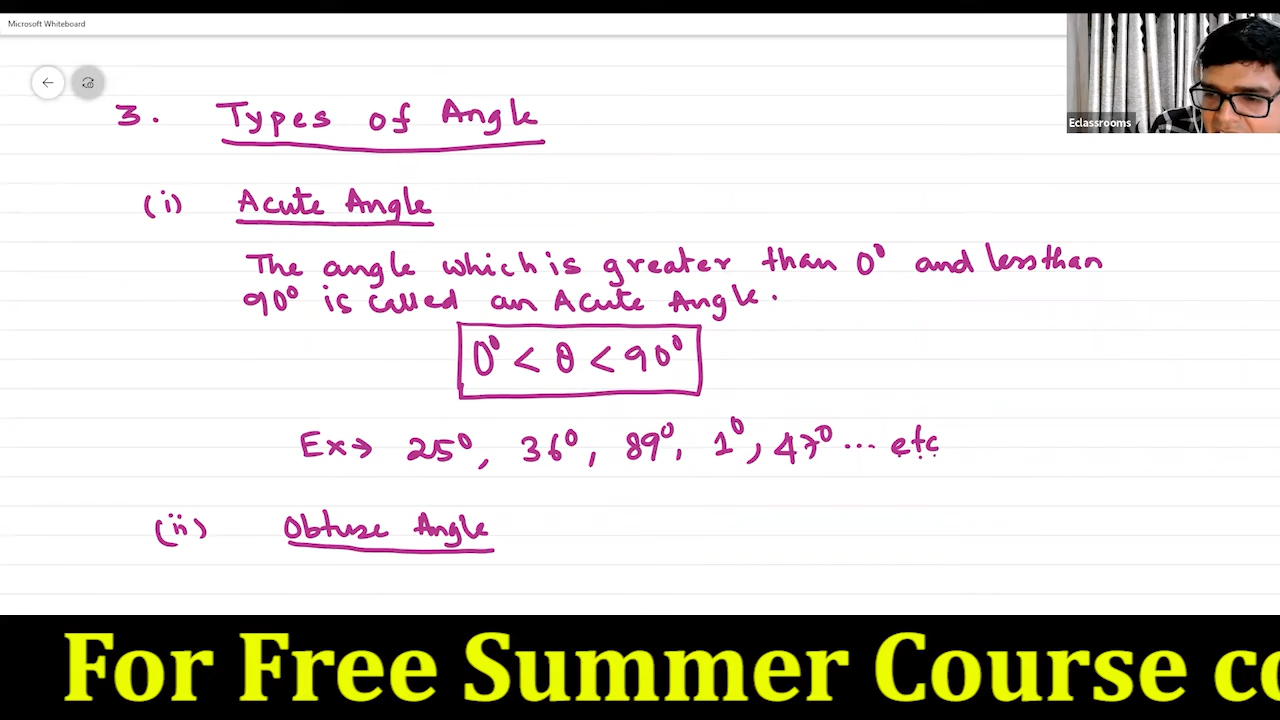 Microsoft Whiteboard
Eclassrooms
3. Types of Angle
(i) Acute Angle
The angle which is greater than 0° and less than
90° is called an Acute Angle.
0° < θ < 90°
Ex→ 25°, 36°, 89°, 1°, 47° ... etc
(ii) Obtuse Angle
For Free Summer Course co